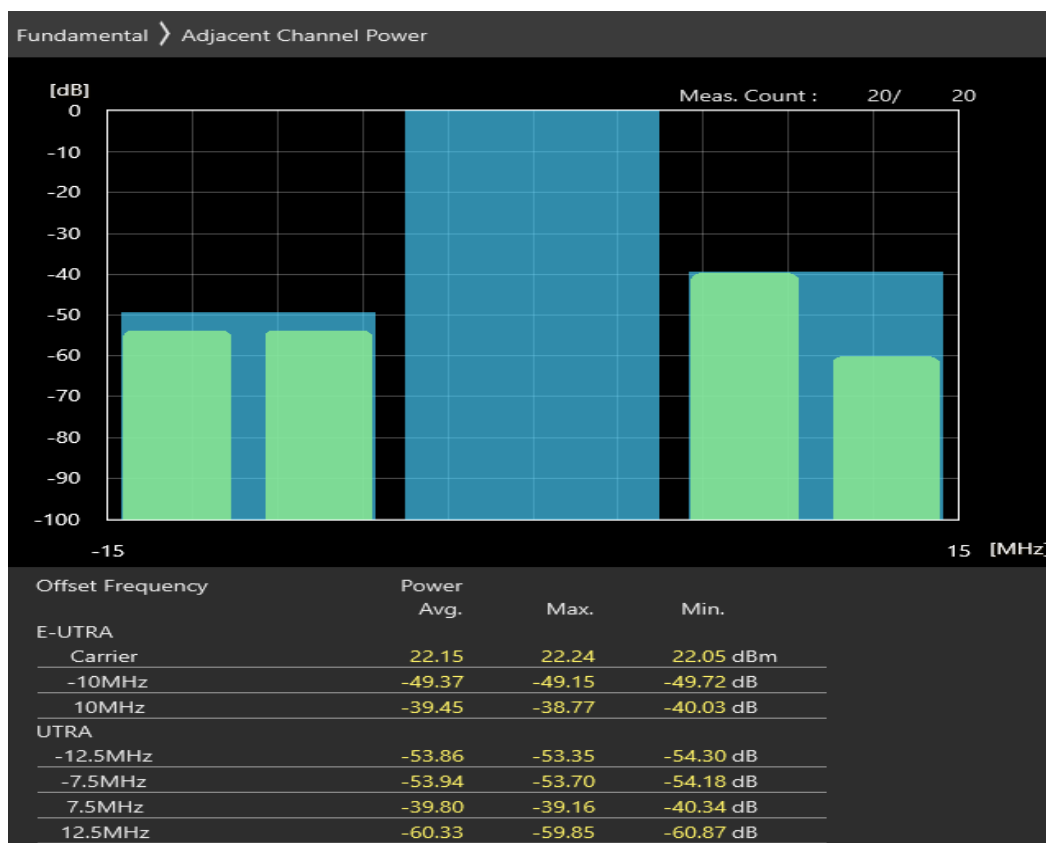 Fundamental 〉 Adjacent Channel Power
[dB]
Meas. Count : 20/ 20
0
-10
-20
-30
-40
-50
-60
-70
-80
-90
-100
-15 15 [MHz]
Offset Frequency Power
Avg. Max. Min.
E-UTRA
Carrier 22.15 22.24 22.05 dBm
-10MHz -49.37 -49.15 -49.72 dB
10MHz -39.45 -38.77 -40.03 dB
UTRA
-12.5MHz -53.86 -53.35 -54.30 dB
-7.5MHz -53.94 -53.70 -54.18 dB
7.5MHz -39.80 -39.16 -40.34 dB
12.5MHz -60.33 -59.85 -60.87 dB